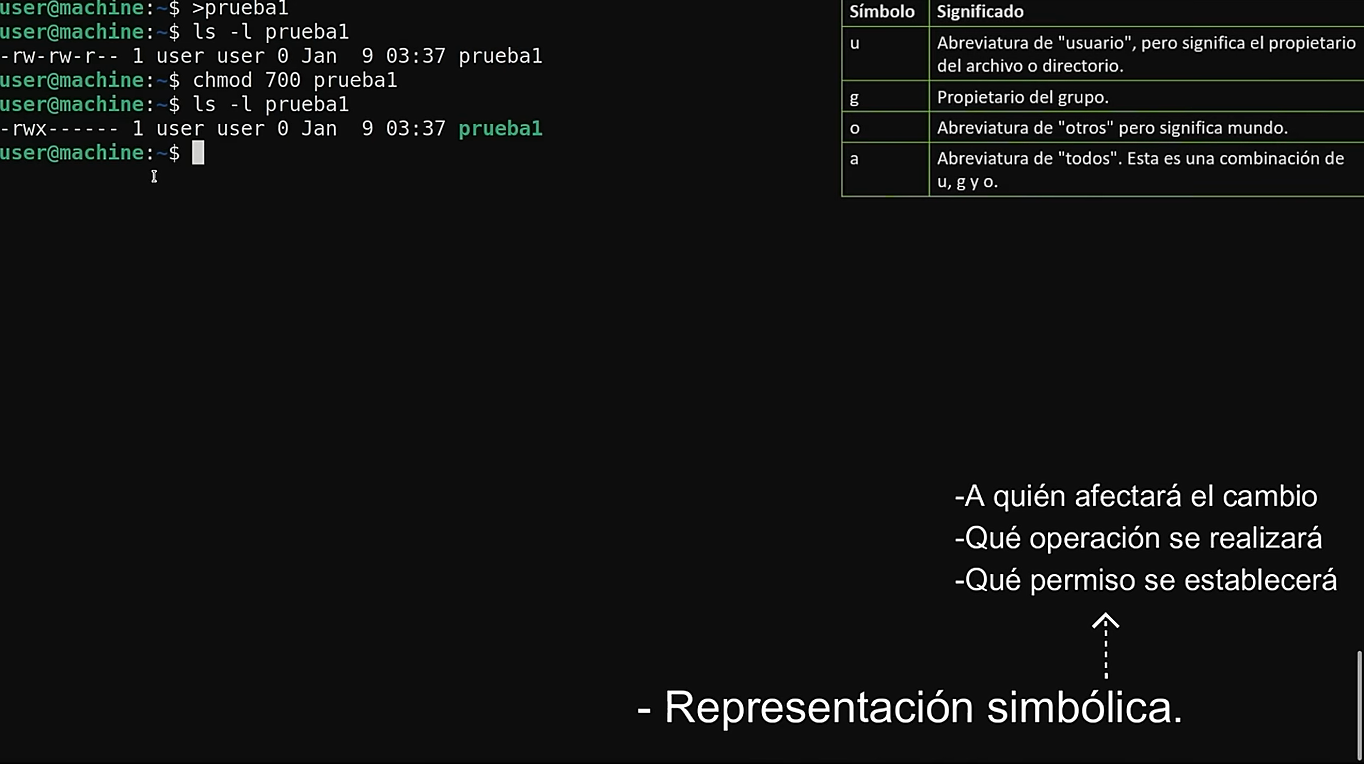 user@machine:~$ >prueba1
user@machine:~$ ls -l prueba1
-rw-rw-r-- 1 user user 0 Jan  9 03:37 prueba1
user@machine:~$ chmod 700 prueba1
user@machine:~$ ls -l prueba1
-rwx------ 1 user user 0 Jan  9 03:37 prueba1
user@machine:~$
Símbolo Significado
u Abreviatura de "usuario", pero significa el propietario
del archivo o directorio.
g Propietario del grupo.
o Abreviatura de "otros" pero significa mundo.
a Abreviatura de "todos". Esta es una combinación de
u, g y o.
-A quién afectará el cambio
-Qué operación se realizará
-Qué permiso se establecerá
- Representación simbólica.